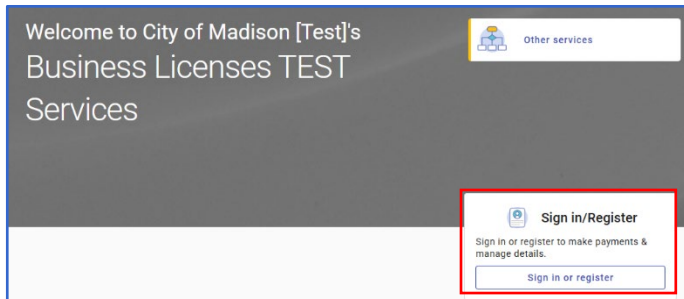 Welcome to City of Madison [Test]'s
Business Licenses TEST
Services
Other services
Sign in/Register
Sign in or register to make payments &
manage details.
Sign in or register